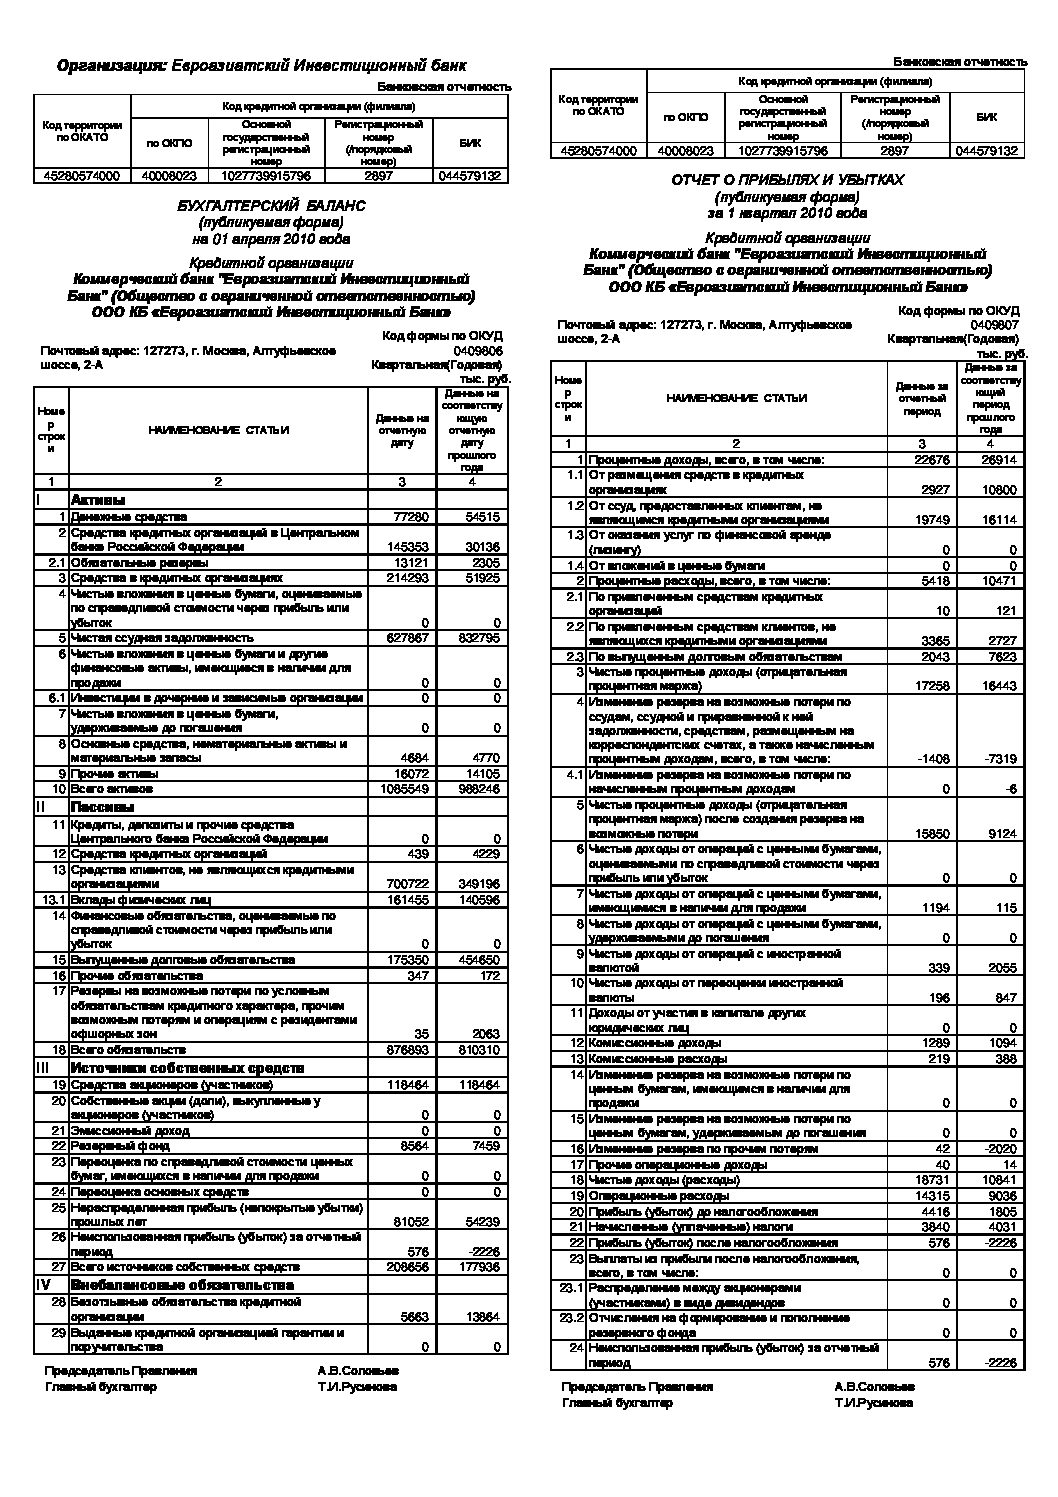 Организация: Евроазиатский Инвестиционный банк
Банковская отчетность
Код территории по ОКАТО
Код кредитной организации (филиала)
по ОКПО
Основной государственный регистрационный номер
Регистрационный номер (/порядковый номер)
БИК
45280574000 40008023 1027739915796 2897 044579132
БУХГАЛТЕРСКИЙ БАЛАНС
(публикуемая форма)
на 01 апреля 2010 года
Кредитной организации
Коммерческий банк "Евроазиатский Инвестиционный
Банк" (Общество с ограниченной ответственностью)
ООО КБ «Евроазиатский Инвестиционный Банк»
Код формы по ОКУД
Почтовый адрес: 127273, г. Москва, Алтуфьевское 0409806
шоссе, 2-А Квартальная(Годовая)
тыс. руб.
Номер строки
НАИМЕНОВАНИЕ СТАТЬИ
Данные на отчетную дату
Данные на соответствующую отчетную дату прошлого года
1 2 3 4
I Активы
1 Денежные средства 77280 54515
2 Средства кредитных организаций в Центральном
банке Российской Федерации 145353 30136
2.1 Обязательные резервы 13121 2305
3 Средства в кредитных организациях 214293 51925
4 Чистые вложения в ценные бумаги, оцениваемые
по справедливой стоимости через прибыль или
убыток 0 0
5 Чистая ссудная задолженность 627867 832795
6 Чистые вложения в ценные бумаги и другие
финансовые активы, имеющиеся в наличии для
продажи 0 0
6.1 Инвестиции в дочерние и зависимые организации 0 0
7 Чистые вложения в ценные бумаги,
удерживаемые до погашения 0 0
8 Основные средства, нематериальные активы и
материальные запасы 4684 4770
9 Прочие активы 16072 14105
10 Всего активов 1085549 988246
II Пассивы
11 Кредиты, депозиты и прочие средства
Центрального банка Российской Федерации 0 0
12 Средства кредитных организаций 439 4229
13 Средства клиентов, не являющихся кредитными
организациями 700722 349196
13.1 Вклады физических лиц 161455 140596
14 Финансовые обязательства, оцениваемые по
справедливой стоимости через прибыль или
убыток 0 0
15 Выпущенные долговые обязательства 175350 454650
16 Прочие обязательства 347 172
17 Резервы на возможные потери по условным
обязательствам кредитного характера, прочим
возможным потерям и операциям с резидентами
офшорных зон 35 2063
18 Всего обязательств 876893 810310
III Источники собственных средств
19 Средства акционеров (участников) 118464 118464
20 Собственные акции (доли), выкупленные у
акционеров (участников) 0 0
21 Эмиссионный доход 0 0
22 Резервный фонд 8564 7459
23 Переоценка по справедливой стоимости ценных
бумаг, имеющихся в наличии для продажи 0 0
24 Переоценка основных средств 0 0
25 Нераспределенная прибыль (непокрытые убытки)
прошлых лет 81052 54239
26 Неиспользованная прибыль (убыток) за отчетный
период 576 -2226
27 Всего источников собственных средств 208656 177936
IV Внебалансовые обязательства
28 Безотзывные обязательства кредитной
организации 5663 13864
29 Выданные кредитной организацией гарантии и
поручительства 0 0
Председатель Правления А.В.Соловьев
Главный бухгалтер Т.И.Русинова
Банковская отчетность
Код территории по ОКАТО
Код кредитной организации (филиала)
по ОКПО
Основной государственный регистрационный номер
Регистрационный номер (/порядковый номер)
БИК
45280574000 40008023 1027739915796 2897 044579132
ОТЧЕТ О ПРИБЫЛЯХ И УБЫТКАХ
(публикуемая форма)
за 1 квартал 2010 года
Кредитной организации
Коммерческий банк "Евроазиатский Инвестиционный
Банк" (Общество с ограниченной ответственностью)
ООО КБ «Евроазиатский Инвестиционный Банк»
Код формы по ОКУД
Почтовый адрес: 127273, г. Москва, Алтуфьевское 0409807
шоссе, 2-А Квартальная(Годовая)
тыс. руб.
Номер строки
НАИМЕНОВАНИЕ СТАТЬИ
Данные за отчетный период
Данные за соответствующий период прошлого года
1 2 3 4
1 Процентные доходы, всего, в том числе: 22676 26914
1.1 От размещения средств в кредитных
организациях 2927 10800
1.2 От ссуд, предоставленных клиентам, не
являющимся кредитными организациями 19749 16114
1.3 От оказания услуг по финансовой аренде
(лизингу) 0 0
1.4 От вложений в ценные бумаги 0 0
2 Процентные расходы, всего, в том числе: 5418 10471
2.1 По привлеченным средствам кредитных
организаций 10 121
2.2 По привлеченным средствам клиентов, не
являющихся кредитными организациями 3365 2727
2.3 По выпущенным долговым обязательствам 2043 7623
3 Чистые процентные доходы (отрицательная
процентная маржа) 17258 16443
4 Изменение резерва на возможные потери по
ссудам, ссудной и приравненной к ней
задолженности, средствам, размещенным на
корреспондентских счетах, а также начисленным
процентным доходам, всего, в том числе: -1408 -7319
4.1 Изменение резерва на возможные потери по
начисленным процентным доходам 0 -6
5 Чистые процентные доходы (отрицательная
процентная маржа) после создания резерва на
возможные потери 15850 9124
6 Чистые доходы от операций с ценными бумагами,
оцениваемыми по справедливой стоимости через
прибыль или убыток 0 0
7 Чистые доходы от операций с ценными бумагами,
имеющимися в наличии для продажи 1194 115
8 Чистые доходы от операций с ценными бумагами,
удерживаемыми до погашения 0 0
9 Чистые доходы от операций с иностранной
валютой 339 2055
10 Чистые доходы от переоценки иностранной
валюты 196 847
11 Доходы от участия в капитале других
юридических лиц 0 0
12 Комиссионные доходы 1289 1094
13 Комиссионные расходы 219 388
14 Изменение резерва на возможные потери по
ценным бумагам, имеющимся в наличии для
продажи 0 0
15 Изменение резерва на возможные потери по
ценным бумагам, удерживаемым до погашения 0 0
16 Изменение резерва по прочим потерям 42 -2020
17 Прочие операционные доходы 40 14
18 Чистые доходы (расходы) 18731 10841
19 Операционные расходы 14315 9036
20 Прибыль (убыток) до налогообложения 4416 1805
21 Начисленные (уплаченные) налоги 3840 4031
22 Прибыль (убыток) после налогообложения 576 -2226
23 Выплаты из прибыли после налогообложения,
всего, в том числе: 0 0
23.1 Распределение между акционерами
(участниками) в виде дивидендов 0 0
23.2 Отчисления на формирование и пополнение
резервного фонда 0 0
24 Неиспользованная прибыль (убыток) за отчетный
период 576 -2226
Председатель Правления А.В.Соловьев
Главный бухгалтер Т.И.Русинова